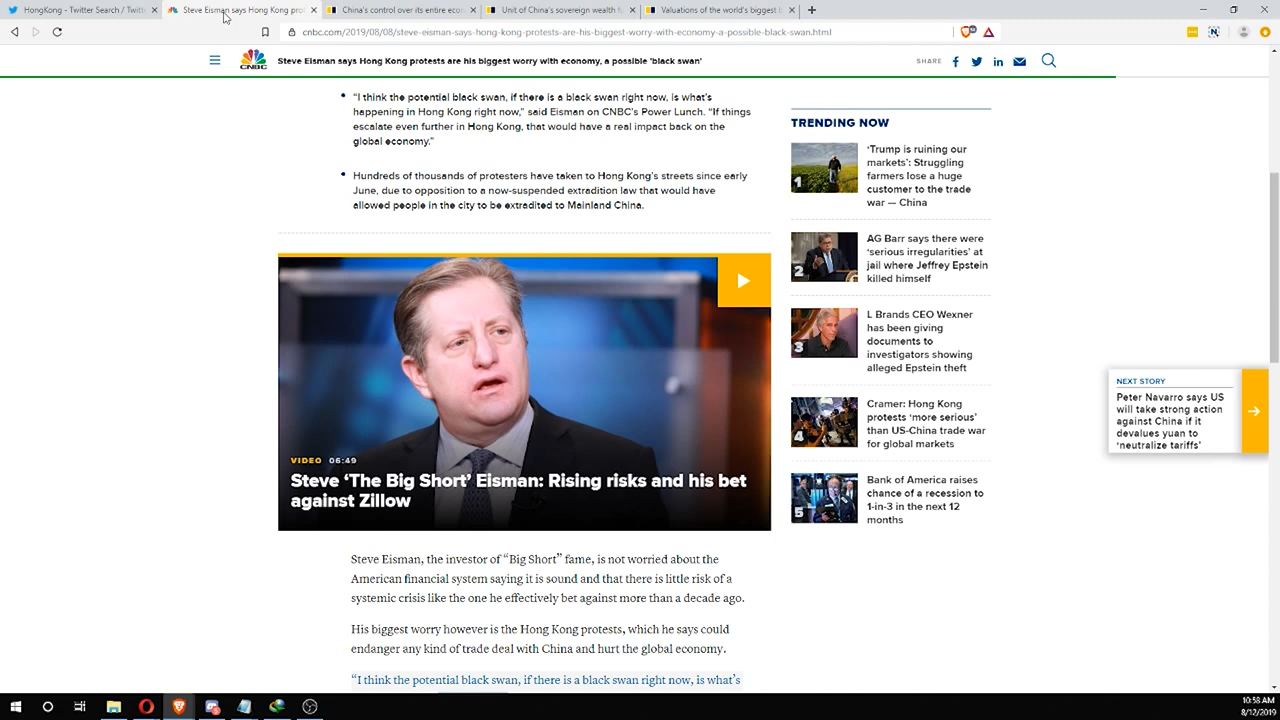 HongKong - Twitter Search / Twitt
Steve Eisman says Hong Kong prot
China's control over its entire econ
Unit of China's sovereign wealth fu
Valuations of the world's biggest b
cnbc.com/2019/08/08/steve-eisman-says-hong-kong-protests-are-his-biggest-worry-with-economy-a-possible-black-swan.html
CNBC
Steve Eisman says Hong Kong protests are his biggest worry with economy, a possible 'black swan'
SHARE
“I think the potential black swan, if there is a black swan right now, is what’s
happening in Hong Kong right now,” said Eisman on CNBC’s Power Lunch. “If things
escalate even further in Hong Kong, that would have a real impact back on the
global economy.”
Hundreds of thousands of protesters have taken to Hong Kong’s streets since early
June, due to opposition to a now-suspended extradition law that would have
allowed people in the city to be extradited to Mainland China.
VIDEO 06:49
Steve ‘The Big Short’ Eisman: Rising risks and his bet
against Zillow
Steve Eisman, the investor of “Big Short” fame, is not worried about the
American financial system saying it is sound and that there is little risk of a
systemic crisis like the one he effectively bet against more than a decade ago.
His biggest worry however is the Hong Kong protests, which he says could
endanger any kind of trade deal with China and hurt the global economy.
“I think the potential black swan, if there is a black swan right now, is what’s
TRENDING NOW
1
‘Trump is ruining our
markets’: Struggling
farmers lose a huge
customer to the trade
war — China
2
AG Barr says there were
‘serious irregularities’ at
jail where Jeffrey Epstein
killed himself
3
L Brands CEO Wexner
has been giving
documents to
investigators showing
alleged Epstein theft
4
Cramer: Hong Kong
protests ‘more serious’
than US-China trade war
for global markets
5
Bank of America raises
chance of a recession to
1-in-3 in the next 12
months
NEXT STORY
Peter Navarro says US
will take strong action
against China if it
devalues yuan to
‘neutralize tariffs’
10:58 AM
8/12/2019